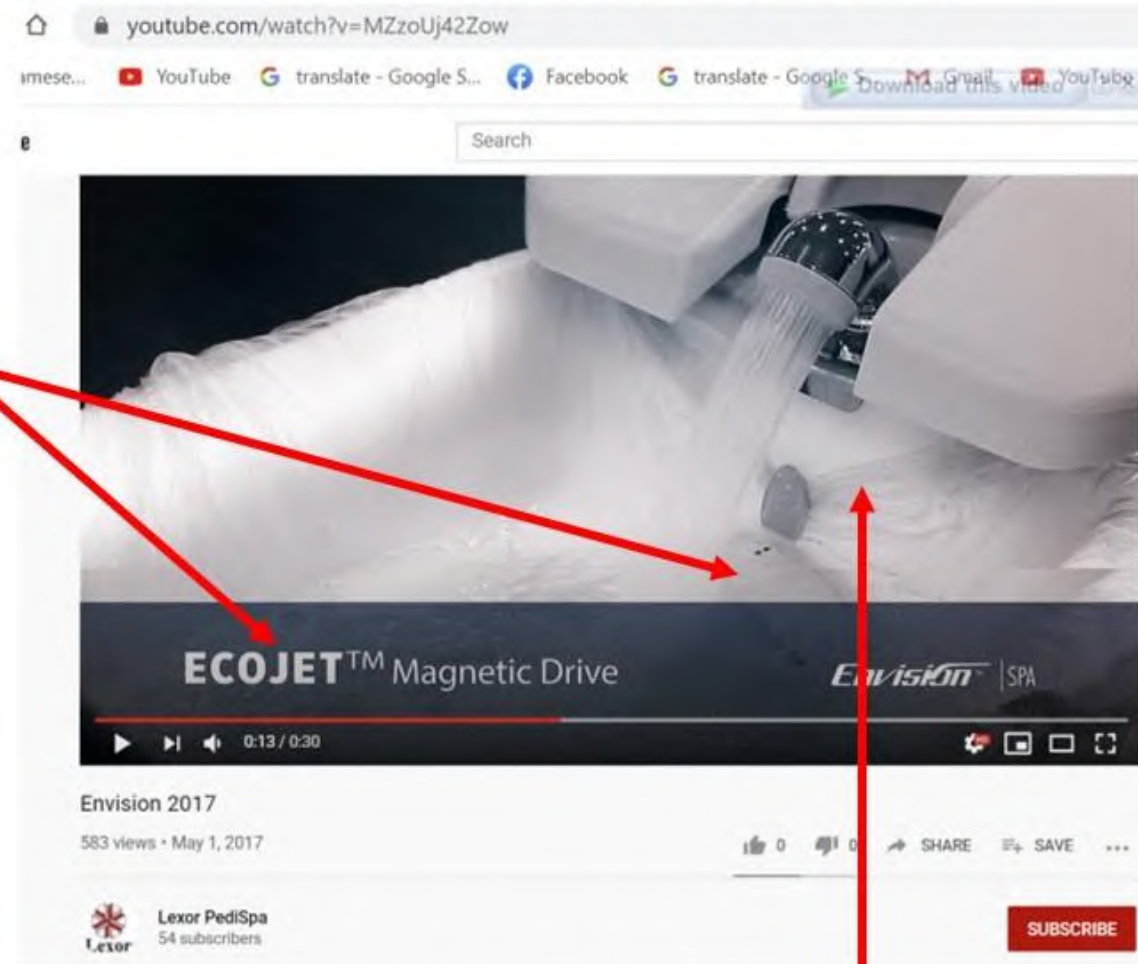 youtube.com/watch?v=MZzoUj42Zow
amese... YouTube G translate - Google S... Facebook G translate - Google S... Gmail YouTube
Download this video
e
Search
ECOJET™ Magnetic Drive
Envision™ | SPA
0:13 / 0:30
Envision 2017
583 views • May 1, 2017
0 0 SHARE SAVE ...
Lexor PediSpa
Lexor 54 subscribers
SUBSCRIBE